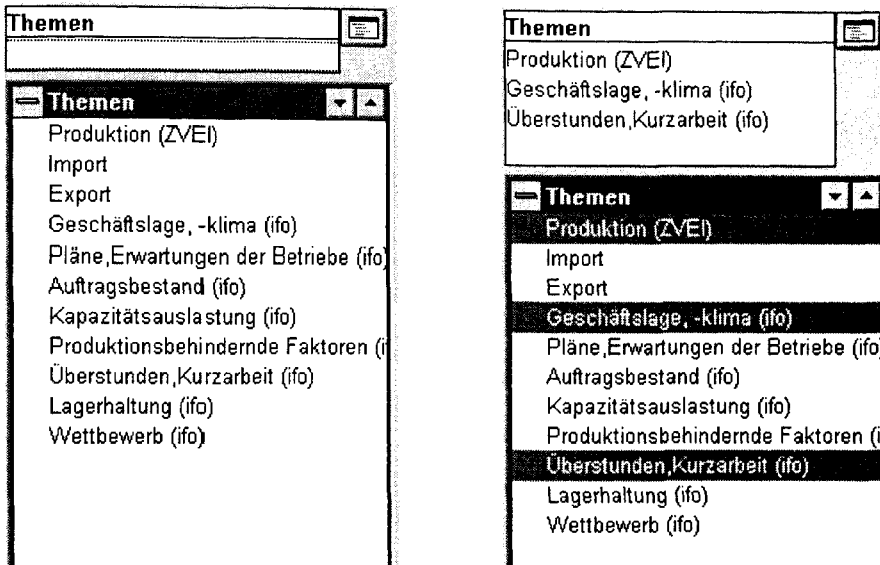 Themen
Themen
Produktion (ZVEI)
Import
Export
Geschäftslage, -klima (ifo)
Pläne,Erwartungen der Betriebe (ifo)
Auftragsbestand (ifo)
Kapazitätsauslastung (ifo)
Produktionsbehindernde Faktoren (i
Überstunden,Kurzarbeit (ifo)
Lagerhaltung (ifo)
Wettbewerb (ifo)
Themen
Produktion (ZVEI)
Geschäftslage, -klima (ifo)
Überstunden,Kurzarbeit (ifo)
Themen
Produktion (ZVEI)
Import
Export
Geschäftslage, -klima (ifo)
Pläne,Erwartungen der Betriebe (ifo)
Auftragsbestand (ifo)
Kapazitätsauslastung (ifo)
Produktionsbehindernde Faktoren (i
Überstunden,Kurzarbeit (ifo)
Lagerhaltung (ifo)
Wettbewerb (ifo)